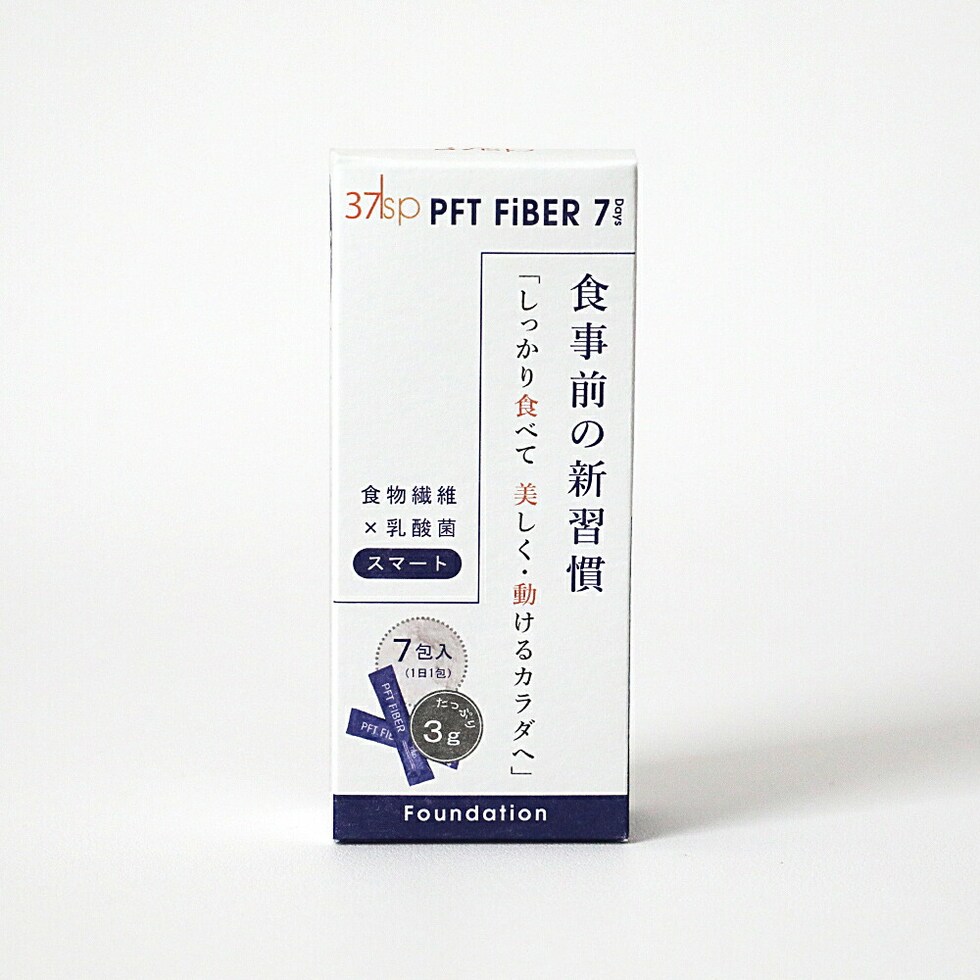 37sp PFT FiBER 7 Days
食事前の新習慣
「しっかり食べて 美しく・動けるカラダへ」
食物繊維
×乳酸菌
スマート
7包入
(1日1包)
PFT FiBER
PFT FiB
たっぷり
3g
Foundation